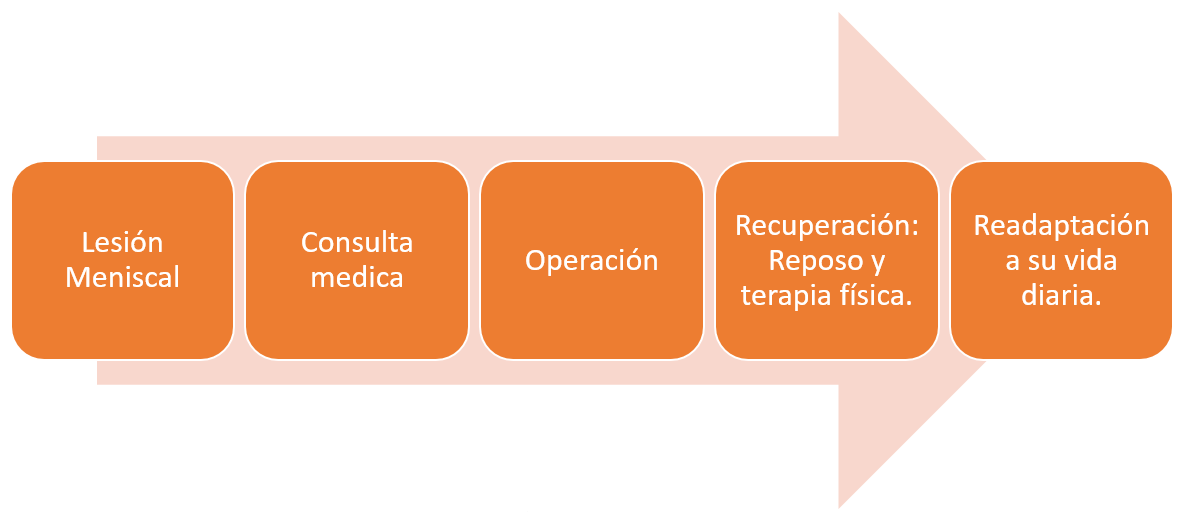 Lesión
Meniscal
Consulta
medica
Operación
Recuperación:
Reposo y
terapia física.
Readaptación
a su vida
diaria.